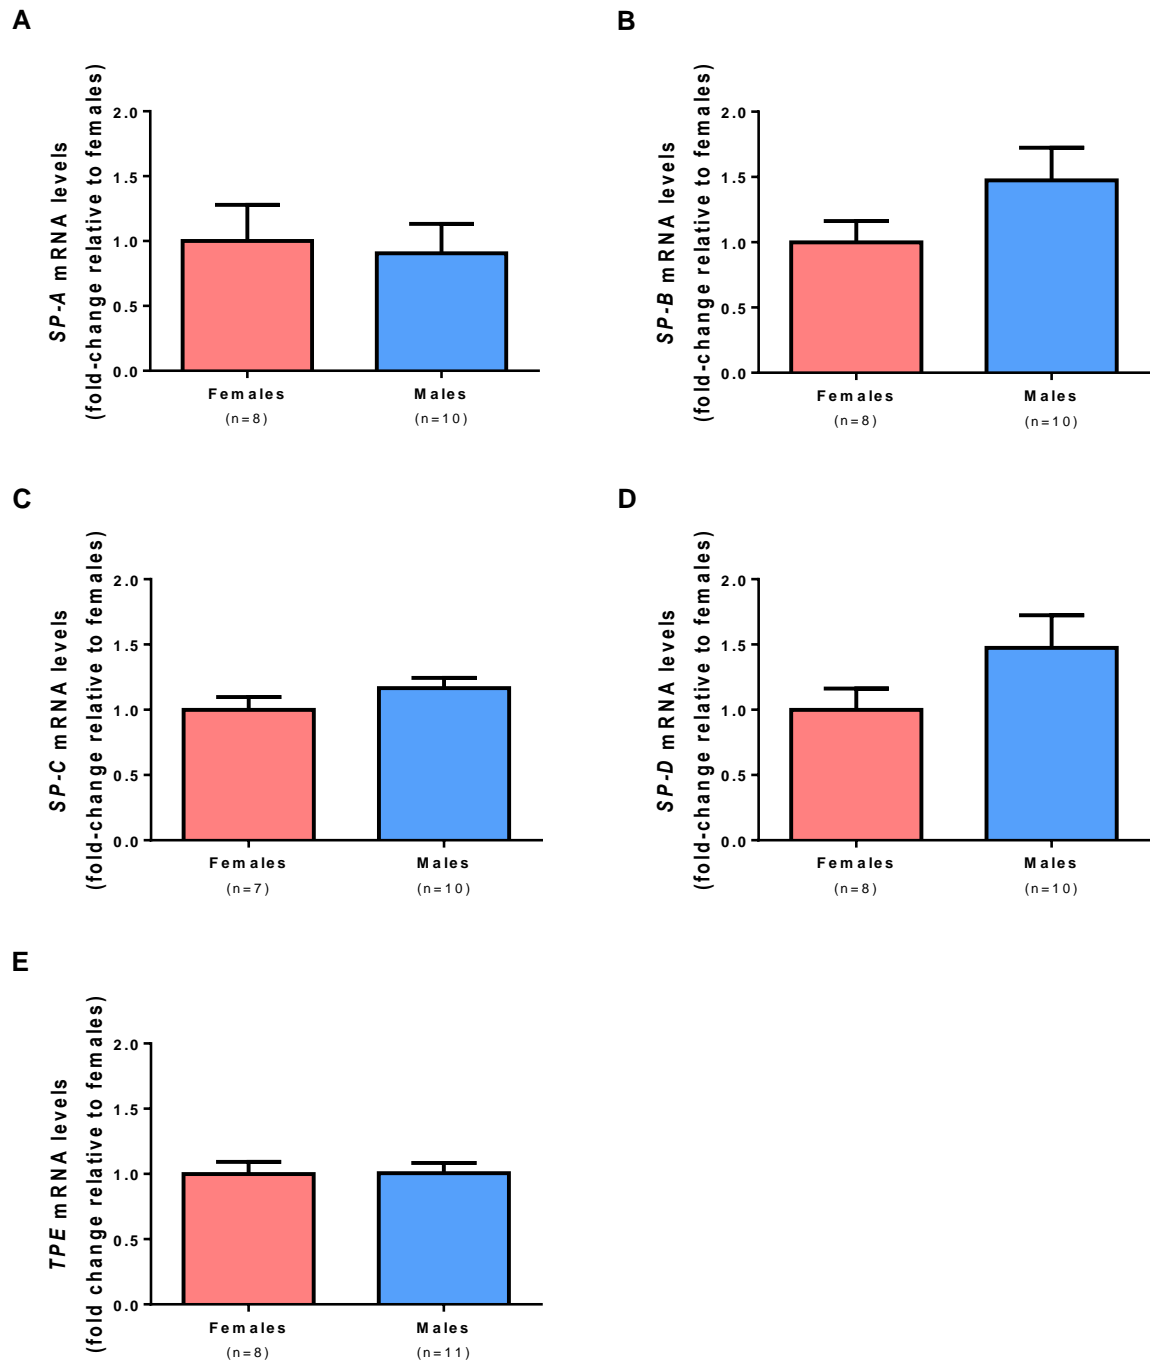 A
SP-A mRNA levels
(fold-change relative to females)
2.0
1.5
1.0
0.5
0.0
Females
Males
(n=8)
(n=10)
B
SP-B mRNA levels
(fold-change relative to females)
2.0
1.5
1.0
0.5
0.0
Females
Males
(n=8)
(n=10)
C
SP-C mRNA levels
(fold-change relative to females)
2.0
1.5
1.0
0.5
0.0
Females
Males
(n=7)
(n=10)
D
SP-D mRNA levels
(fold-change relative to females)
2.0
1.5
1.0
0.5
0.0
Females
Males
(n=8)
(n=10)
E
TPE mRNA levels
(fold change relative to females)
2.0
1.5
1.0
0.5
0.0
Females
Males
(n=8)
(n=11)